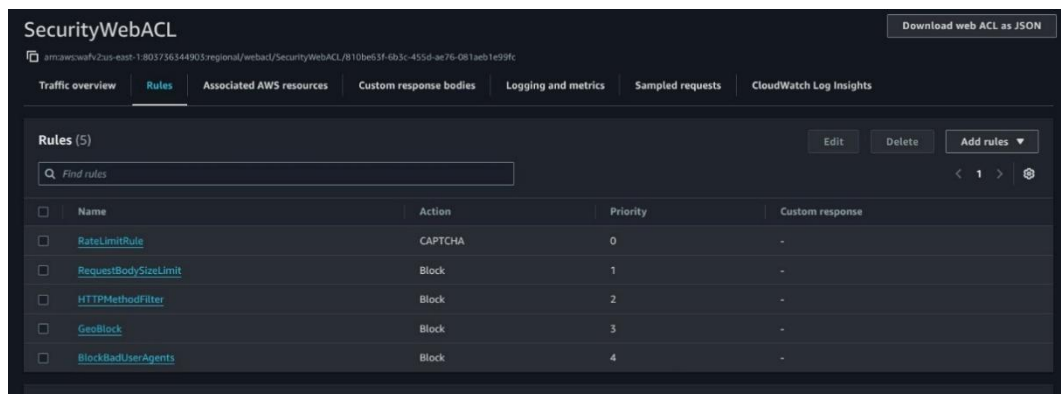 SecurityWebACL
Download web ACL as JSON
arn:aws:wafv2:us-east-1:803736344903:regional/webacl/SecurityWebACL/810be63f-6b3c-455d-ae76-081aeb1e99fc
Traffic overview Rules Associated AWS resources Custom response bodies Logging and metrics Sampled requests CloudWatch Log Insights
Rules (5) Edit Delete Add rules ▼
Find rules < 1 >
Name Action Priority Custom response
RateLimitRule CAPTCHA 0 -
RequestBodySizeLimit Block 1 -
HTTPMethodFilter Block 2 -
GeoBlock Block 3 -
BlockBadUserAgents Block 4 -